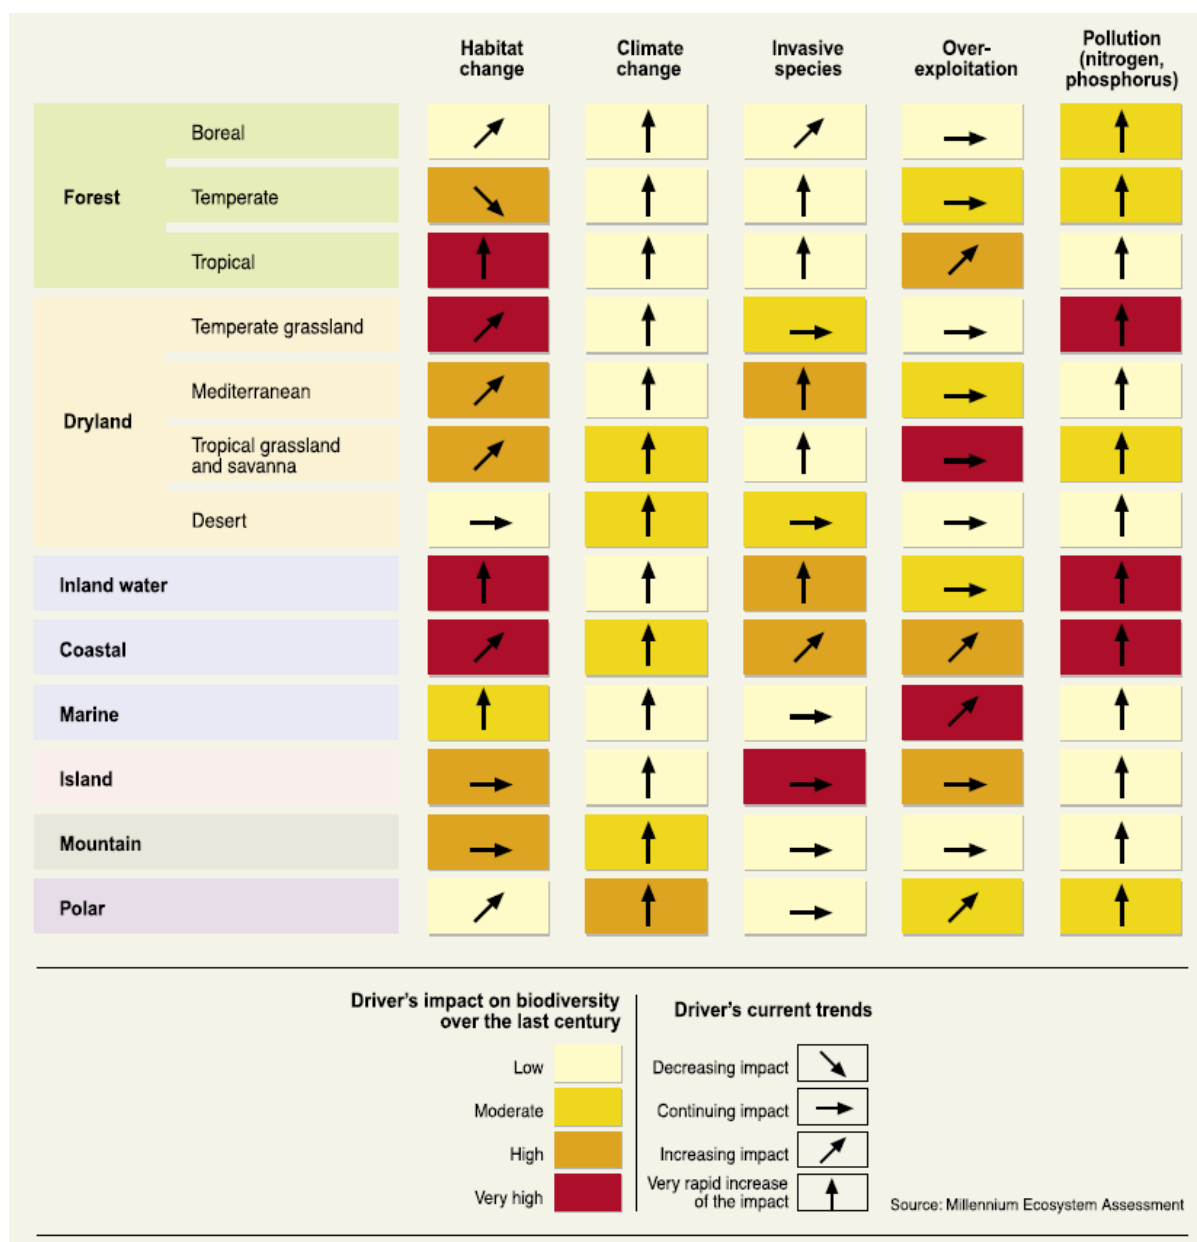 Habitat
change
Climate
change
Invasive
species
Over-
exploitation
Pollution
(nitrogen,
phosphorus)
Forest
Boreal
Temperate
Tropical
Dryland
Temperate grassland
Mediterranean
Tropical grassland
and savanna
Desert
Inland water
Coastal
Marine
Island
Mountain
Polar
Driver's impact on biodiversity
over the last century
Low
Moderate
High
Very high
Driver's current trends
Decreasing impact
Continuing impact
Increasing impact
Very rapid increase
of the impact
Source: Millennium Ecosystem Assessment